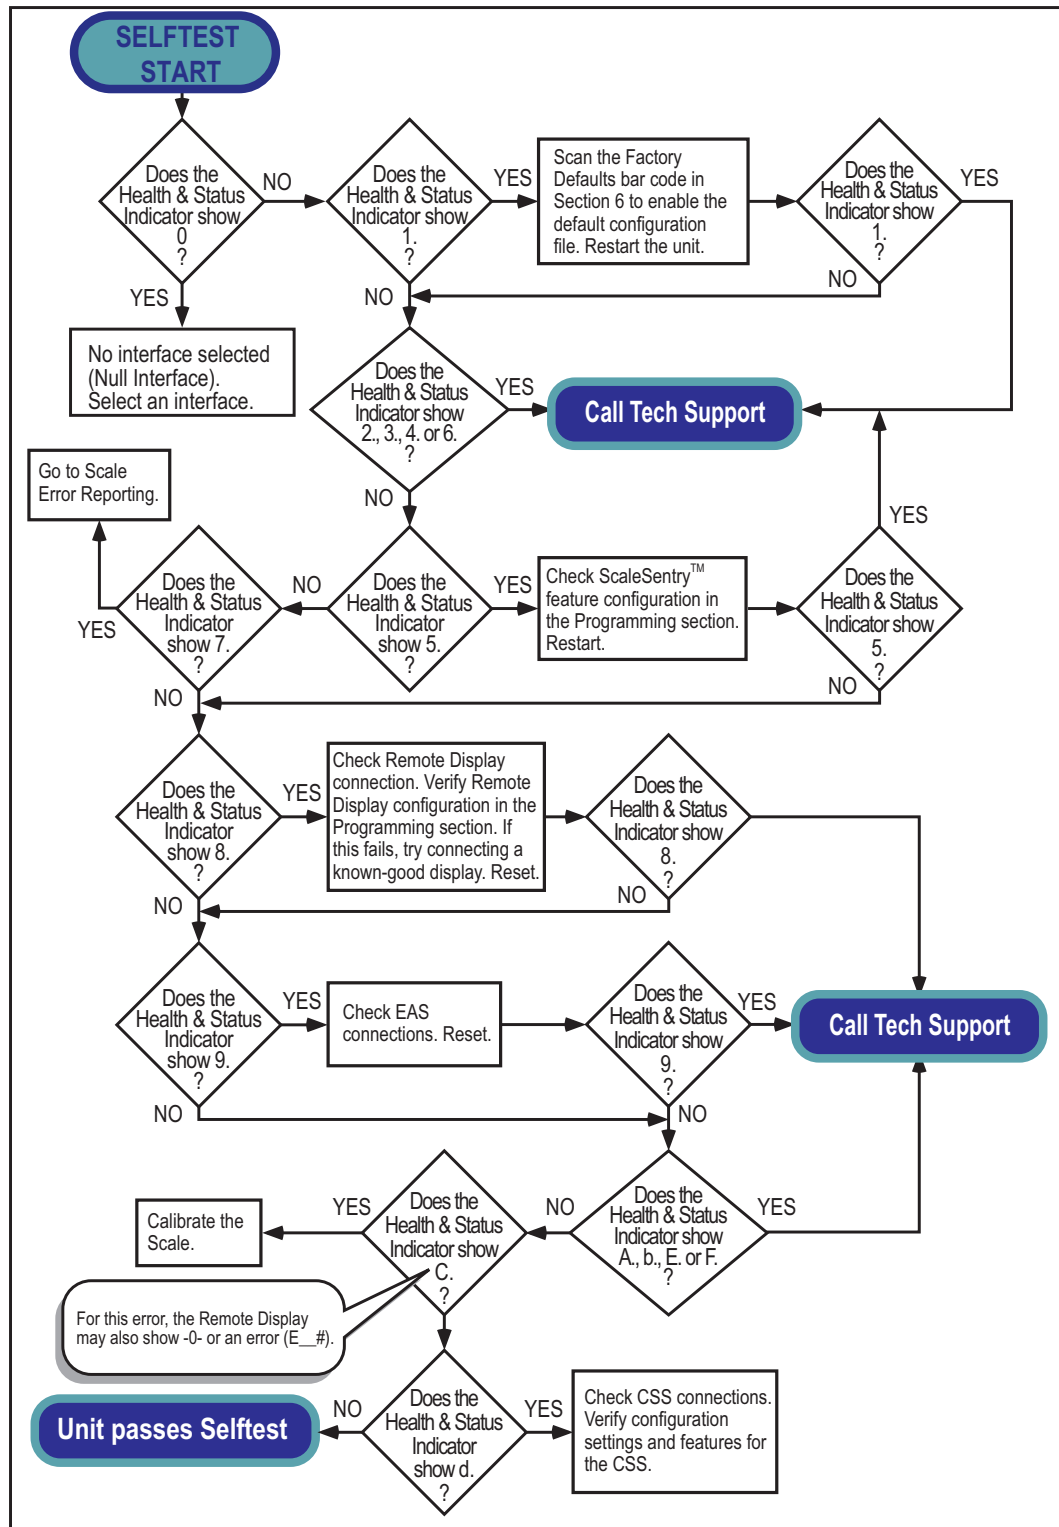 SELFTEST
START
Does the
Health & Status
Indicator show
0
?
NO
YES
No interface selected
(Null Interface).
Select an interface.
Does the
Health & Status
Indicator show
1.
?
YES
NO
Scan the Factory
Defaults bar code in
Section 6 to enable the
default configuration
file. Restart the unit.
Does the
Health & Status
Indicator show
1.
?
YES
NO
Does the
Health & Status
Indicator show
2., 3., 4. or 6.
?
YES
NO
Call Tech Support
Go to Scale
Error Reporting.
YES
Does the
Health & Status
Indicator
show 7.
?
NO
NO
Does the
Health & Status
Indicator
show 5.
?
YES
Check ScaleSentry™
feature configuration in
the Programming section.
Restart.
Does the
Health & Status
Indicator show
5.
?
YES
NO
Does the
Health & Status
Indicator
show 8.
?
YES
NO
Check Remote Display
connection. Verify Remote
Display configuration in the
Programming section. If
this fails, try connecting a
known-good display. Reset.
Does the
Health & Status
Indicator show
8.
?
NO
Does the
Health & Status
Indicator
show 9.
?
YES
NO
Check EAS
connections. Reset.
Does the
Health & Status
Indicator show
9.
?
YES
NO
Call Tech Support
Does the
Health & Status
Indicator show
A., b., E. or F.
?
YES
NO
Does the
Health & Status
Indicator show
C.
?
YES
Calibrate the
Scale.
For this error, the Remote Display
may also show -0- or an error (E__#).
Does the
Health & Status
Indicator
show d.
?
NO
YES
Unit passes Selftest
Check CSS connections.
Verify configuration
settings and features for
the CSS.